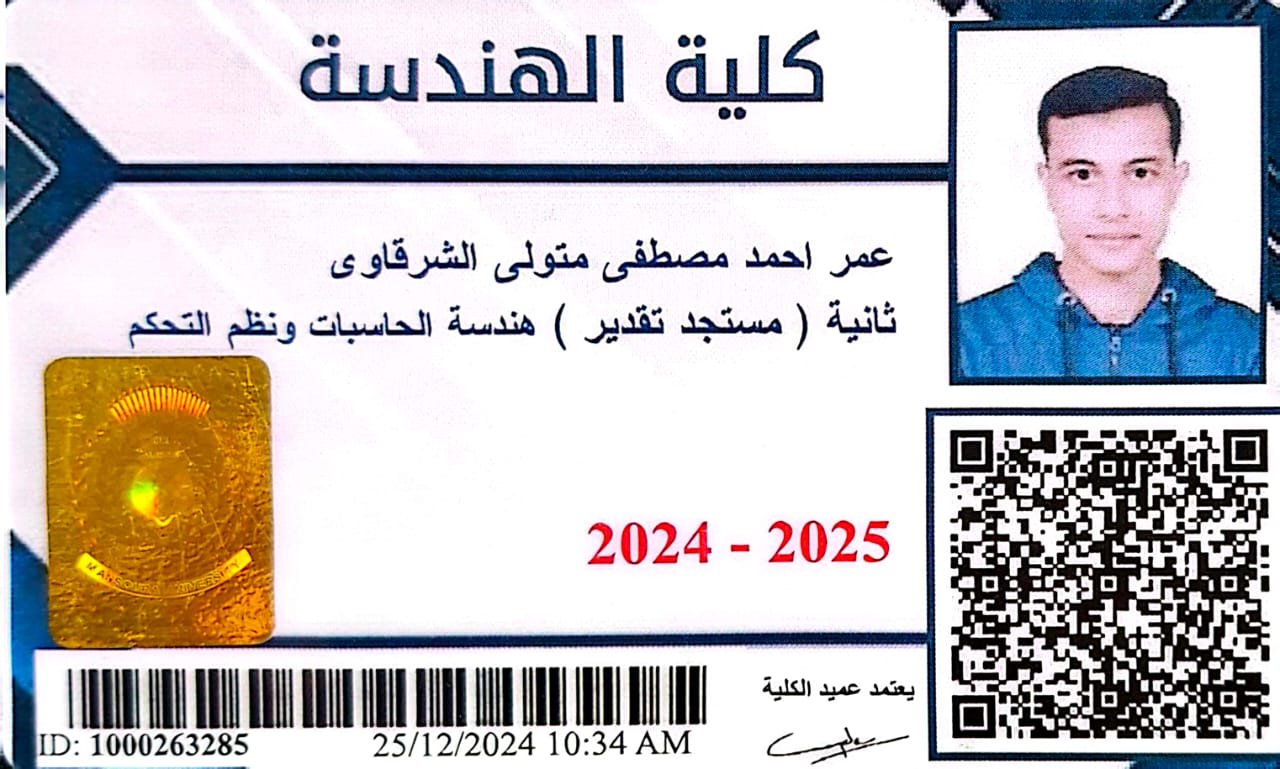 كلية الهندسة
عمر احمد مصطفى متولى الشرقاوى
ثانية ( مستجد تقدير ) هندسة الحاسبات ونظم التحكم
2024 - 2025
MANSOURA UNIVERSITY
يعتمد عميد الكلية
ID: 1000263285
25/12/2024 10:34 AM